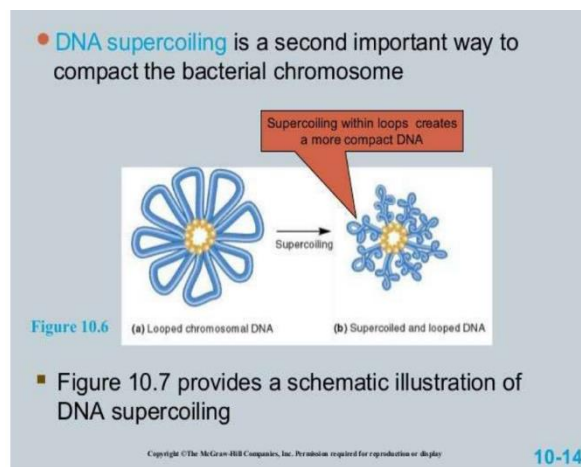 DNA supercoiling is a second important way to
compact the bacterial chromosome
Supercoiling within loops creates
a more compact DNA
Supercoiling
Figure 10.6
(a) Looped chromosomal DNA
(b) Supercoiled and looped DNA
Figure 10.7 provides a schematic illustration of
DNA supercoiling
Copyright ©The McGraw-Hill Companies, Inc. Permission required for reproduction or display
10-14